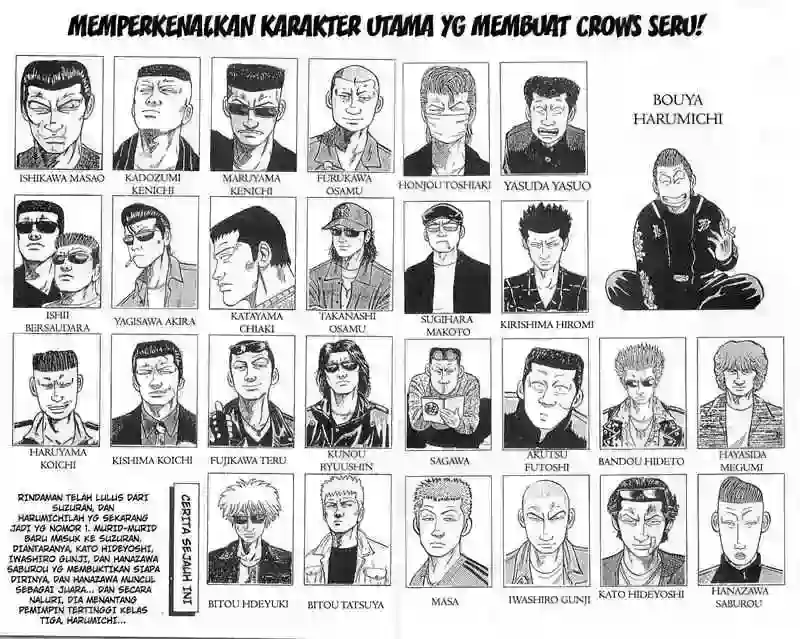 MEMPERKENALKAN KARAKTER UTAMA YG MEMBUAT CROWS SERU!
BOUYA
HARUMICHI
ISHIKAWA MASAO
KADOZUMI
KENICHI
MARUYAMA
KENICHI
FURUKAWA
OSAMU
HONJOU TOSHIAKI
YASUDA YASUO
ISHII
BERSAUDARA
YAGISAWA AKIRA
KATAYAMA
CHIAKI
TAKANASHI
OSAMU
SUGIHARA
MAKOTO
KIRISHIMA HIROMI
HARUYAMA
KOICHI
KISHIMA KOICHI
FUJIKAWA TERU
KUNOU
RYUUSHIN
SAGAWA
AKUTSU
FUTOSHI
BANDOU HIDETO
HAYASIDA
MEGUMI
RINDAMAN TELAH LULUS DARI
SUZURAN, DAN
HARUMICHILAH YG SEKARANG
JADI YG NOMOR 1. MURID-MURID
BARU MASUK KE SUZURAN,
DIANTARANYA, KATO HIDEYOSHI,
IWASHIRO GUNJI, DAN HANAZAWA
SABUROU YG MEMBUKTIKAN SIAPA
DIRINYA, DAN HANAZAWA MUNCUL
SEBAGAI JUARA... DAN SECARA
NALURI, DIA MENANTANG
PEMIMPIN TERTINGGI KELAS
TIGA, HARUMICHI...
CERITA SEJAUH INI
BITOU HDEYUKI
BITOU TATSUYA
MASA
IWASHIRO GUNJI
KATO HIDEYOSHI
HANAZAWA
SABUROU